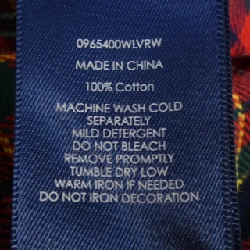 0965400WLVRW
MADE IN CHINA
100% Cotton
MACHINE WASH COLD
SEPARATELY
MILD DETERGENT
DO NOT BLEACH
REMOVE PROMPTLY
TUMBLE DRY LOW
WARM IRON IF NEEDED
DO NOT IRON DECORATION